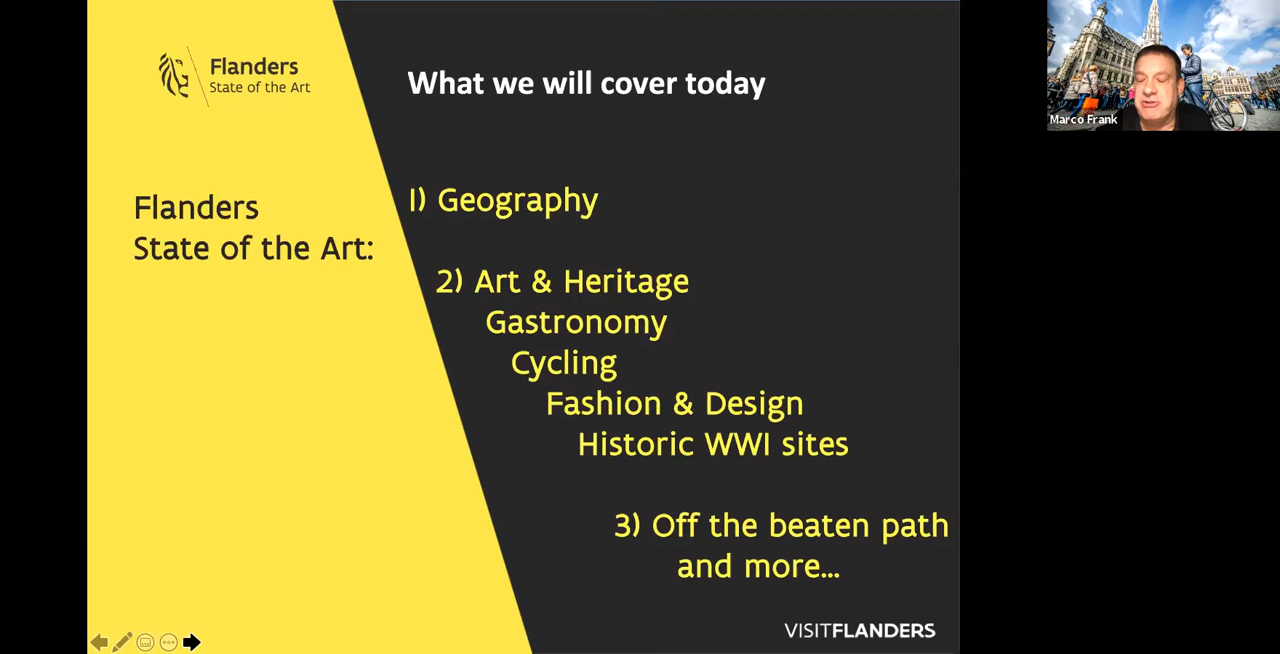 Flanders
State of the Art
What we will cover today
Marco Frank
Flanders
State of the Art:
1) Geography
2) Art & Heritage
Gastronomy
Cycling
Fashion & Design
Historic WWI sites
3) Off the beaten path
and more...
VISITFLANDERS